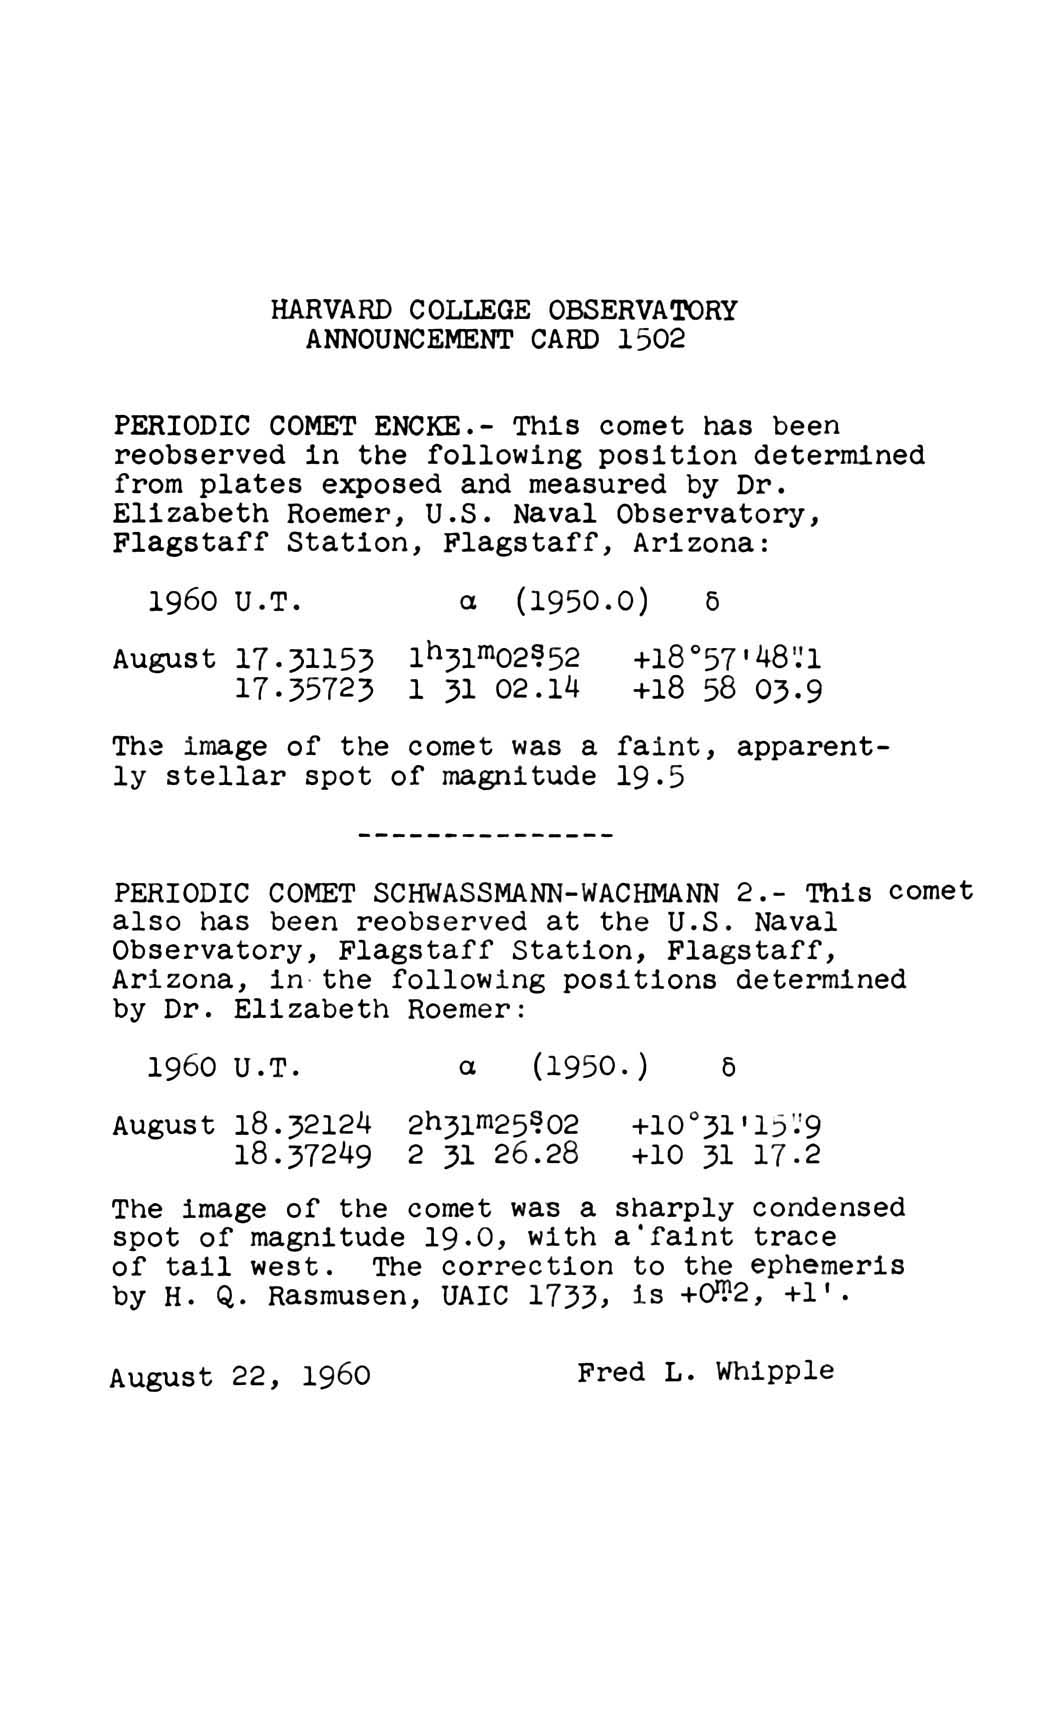 HARVARD COLLEGE OBSERVATORY
ANNOUNCEMENT CARD 1502
PERIODIC COMET ENCKE.- This comet has been
reobserved in the following position determined
from plates exposed and measured by Dr.
Elizabeth Roemer, U.S. Naval Observatory,
Flagstaff Station, Flagstaff, Arizona:
1960 U.T. α (1950.0) δ
August 17.31153 1ʰ31ᵐ02ˢ.52 +18°57'48".1
17.35723 1 31 02.14 +18 58 03.9
The image of the comet was a faint, apparent-
ly stellar spot of magnitude 19.5
---------------
PERIODIC COMET SCHWASSMANN-WACHMANN 2.- This comet
also has been reobserved at the U.S. Naval
Observatory, Flagstaff Station, Flagstaff,
Arizona, in the following positions determined
by Dr. Elizabeth Roemer:
1960 U.T. α (1950.) δ
August 18.32124 2ʰ31ᵐ25ˢ.02 +10°31'15".9
18.37249 2 31 26.28 +10 31 17.2
The image of the comet was a sharply condensed
spot of magnitude 19.0, with a faint trace
of tail west. The correction to the ephemeris
by H. Q. Rasmusen, UAIC 1733, is +0ᵐ.2, +1'.
August 22, 1960 Fred L. Whipple